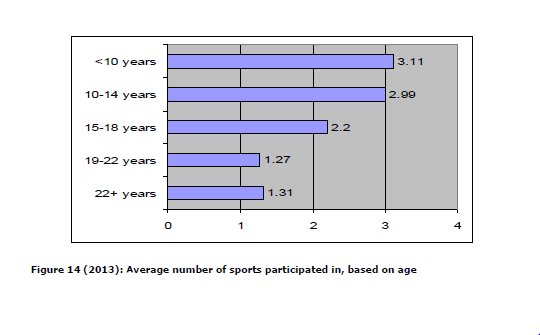 <10 years 3.11
10-14 years 2.99
15-18 years 2.2
19-22 years 1.27
22+ years 1.31
0 1 2 3 4
Figure 14 (2013): Average number of sports participated in, based on age